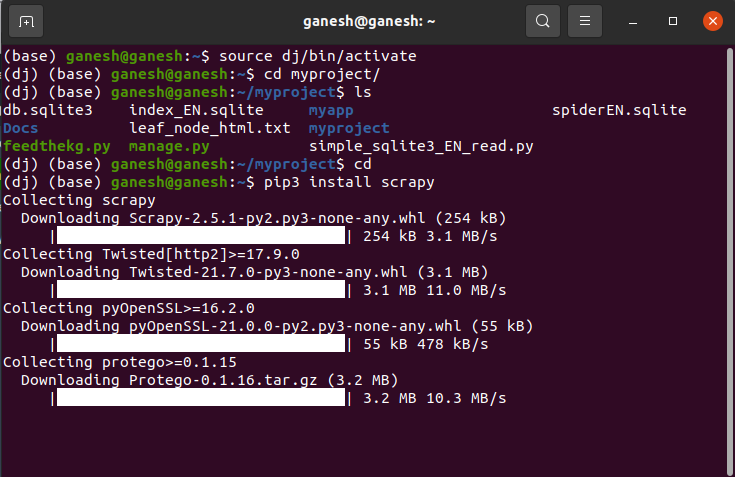 ganesh@ganesh: ~
(base) ganesh@ganesh:~$ source dj/bin/activate
(dj) (base) ganesh@ganesh:~$ cd myproject/
(dj) (base) ganesh@ganesh:~/myproject$ ls
db.sqlite3    index_EN.sqlite     myapp                      spiderEN.sqlite
Docs          leaf_node_html.txt  myproject
feedthekg.py  manage.py           simple_sqlite3_EN_read.py
(dj) (base) ganesh@ganesh:~/myproject$ cd
(dj) (base) ganesh@ganesh:~$ pip3 install scrapy
Collecting scrapy
  Downloading Scrapy-2.5.1-py2.py3-none-any.whl (254 kB)
     |████████████████████████████████| 254 kB 3.1 MB/s
Collecting Twisted[http2]>=17.9.0
  Downloading Twisted-21.7.0-py3-none-any.whl (3.1 MB)
     |████████████████████████████████| 3.1 MB 11.0 MB/s
Collecting pyOpenSSL>=16.2.0
  Downloading pyOpenSSL-21.0.0-py2.py3-none-any.whl (55 kB)
     |████████████████████████████████| 55 kB 478 kB/s
Collecting protego>=0.1.15
  Downloading Protego-0.1.16.tar.gz (3.2 MB)
     |████████████████████████████████| 3.2 MB 10.3 MB/s